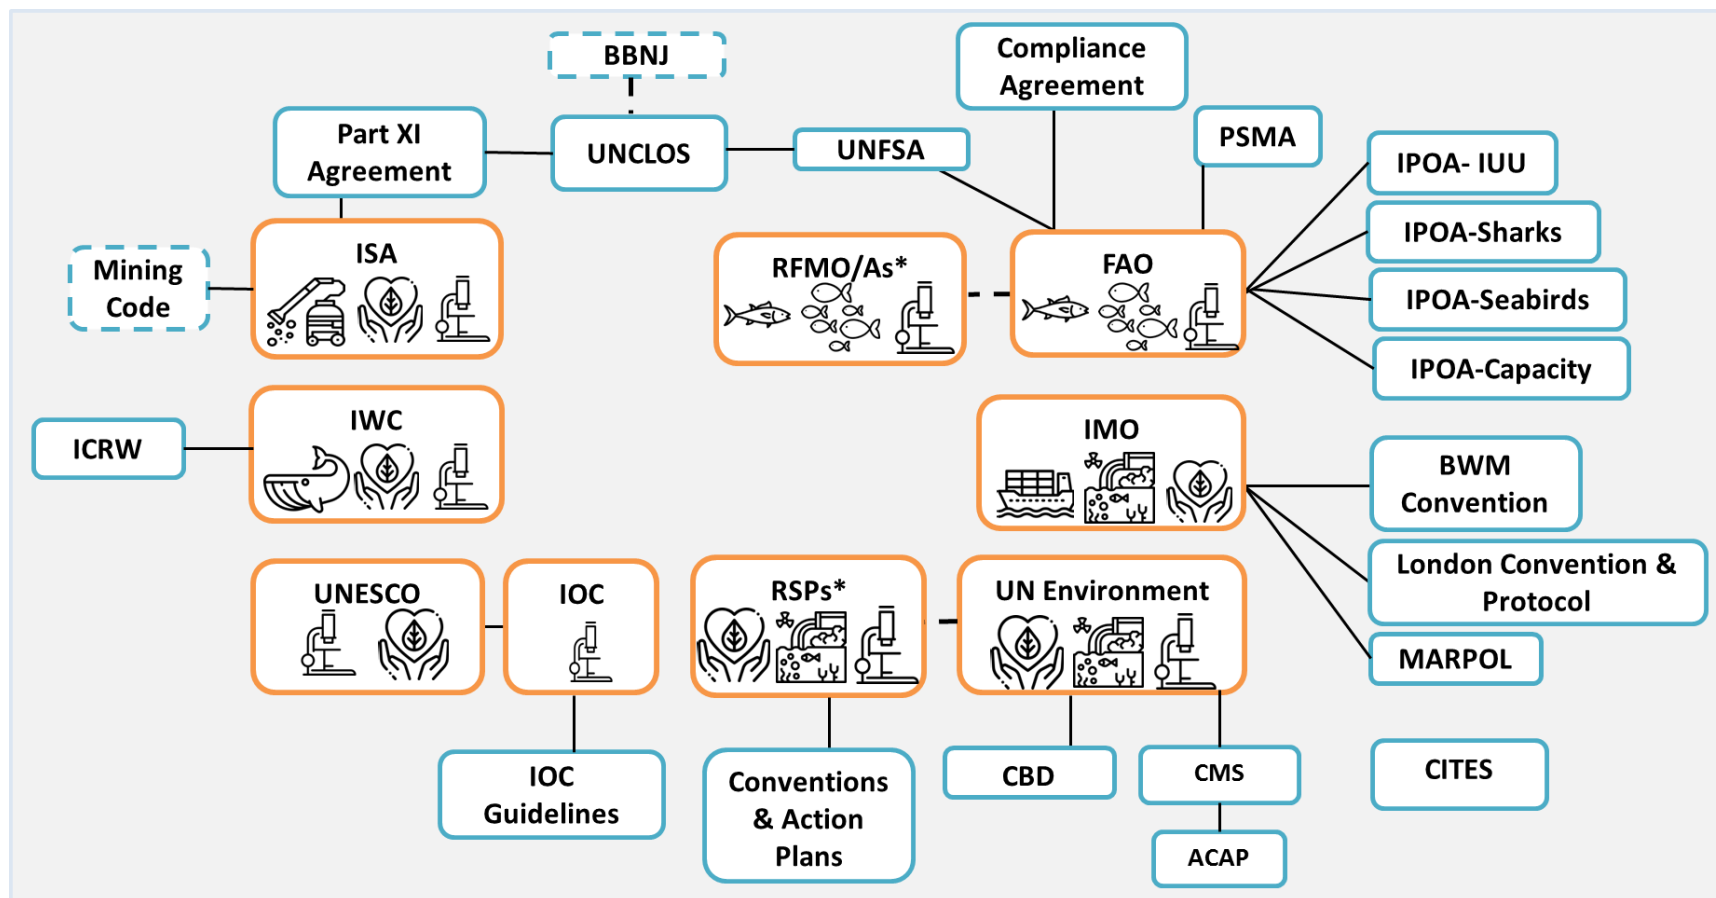 BBNJ
Compliance
Agreement
Part XI
Agreement
UNCLOS
UNFSA
PSMA
IPOA- IUU
IPOA-Sharks
IPOA-Seabirds
IPOA-Capacity
Mining
Code
ISA
RFMO/As*
FAO
ICRW
IWC
IMO
BWM
Convention
London Convention &
Protocol
MARPOL
UNESCO
IOC
RSPs*
UN Environment
IOC
Guidelines
Conventions
& Action
Plans
CBD
CMS
ACAP
CITES